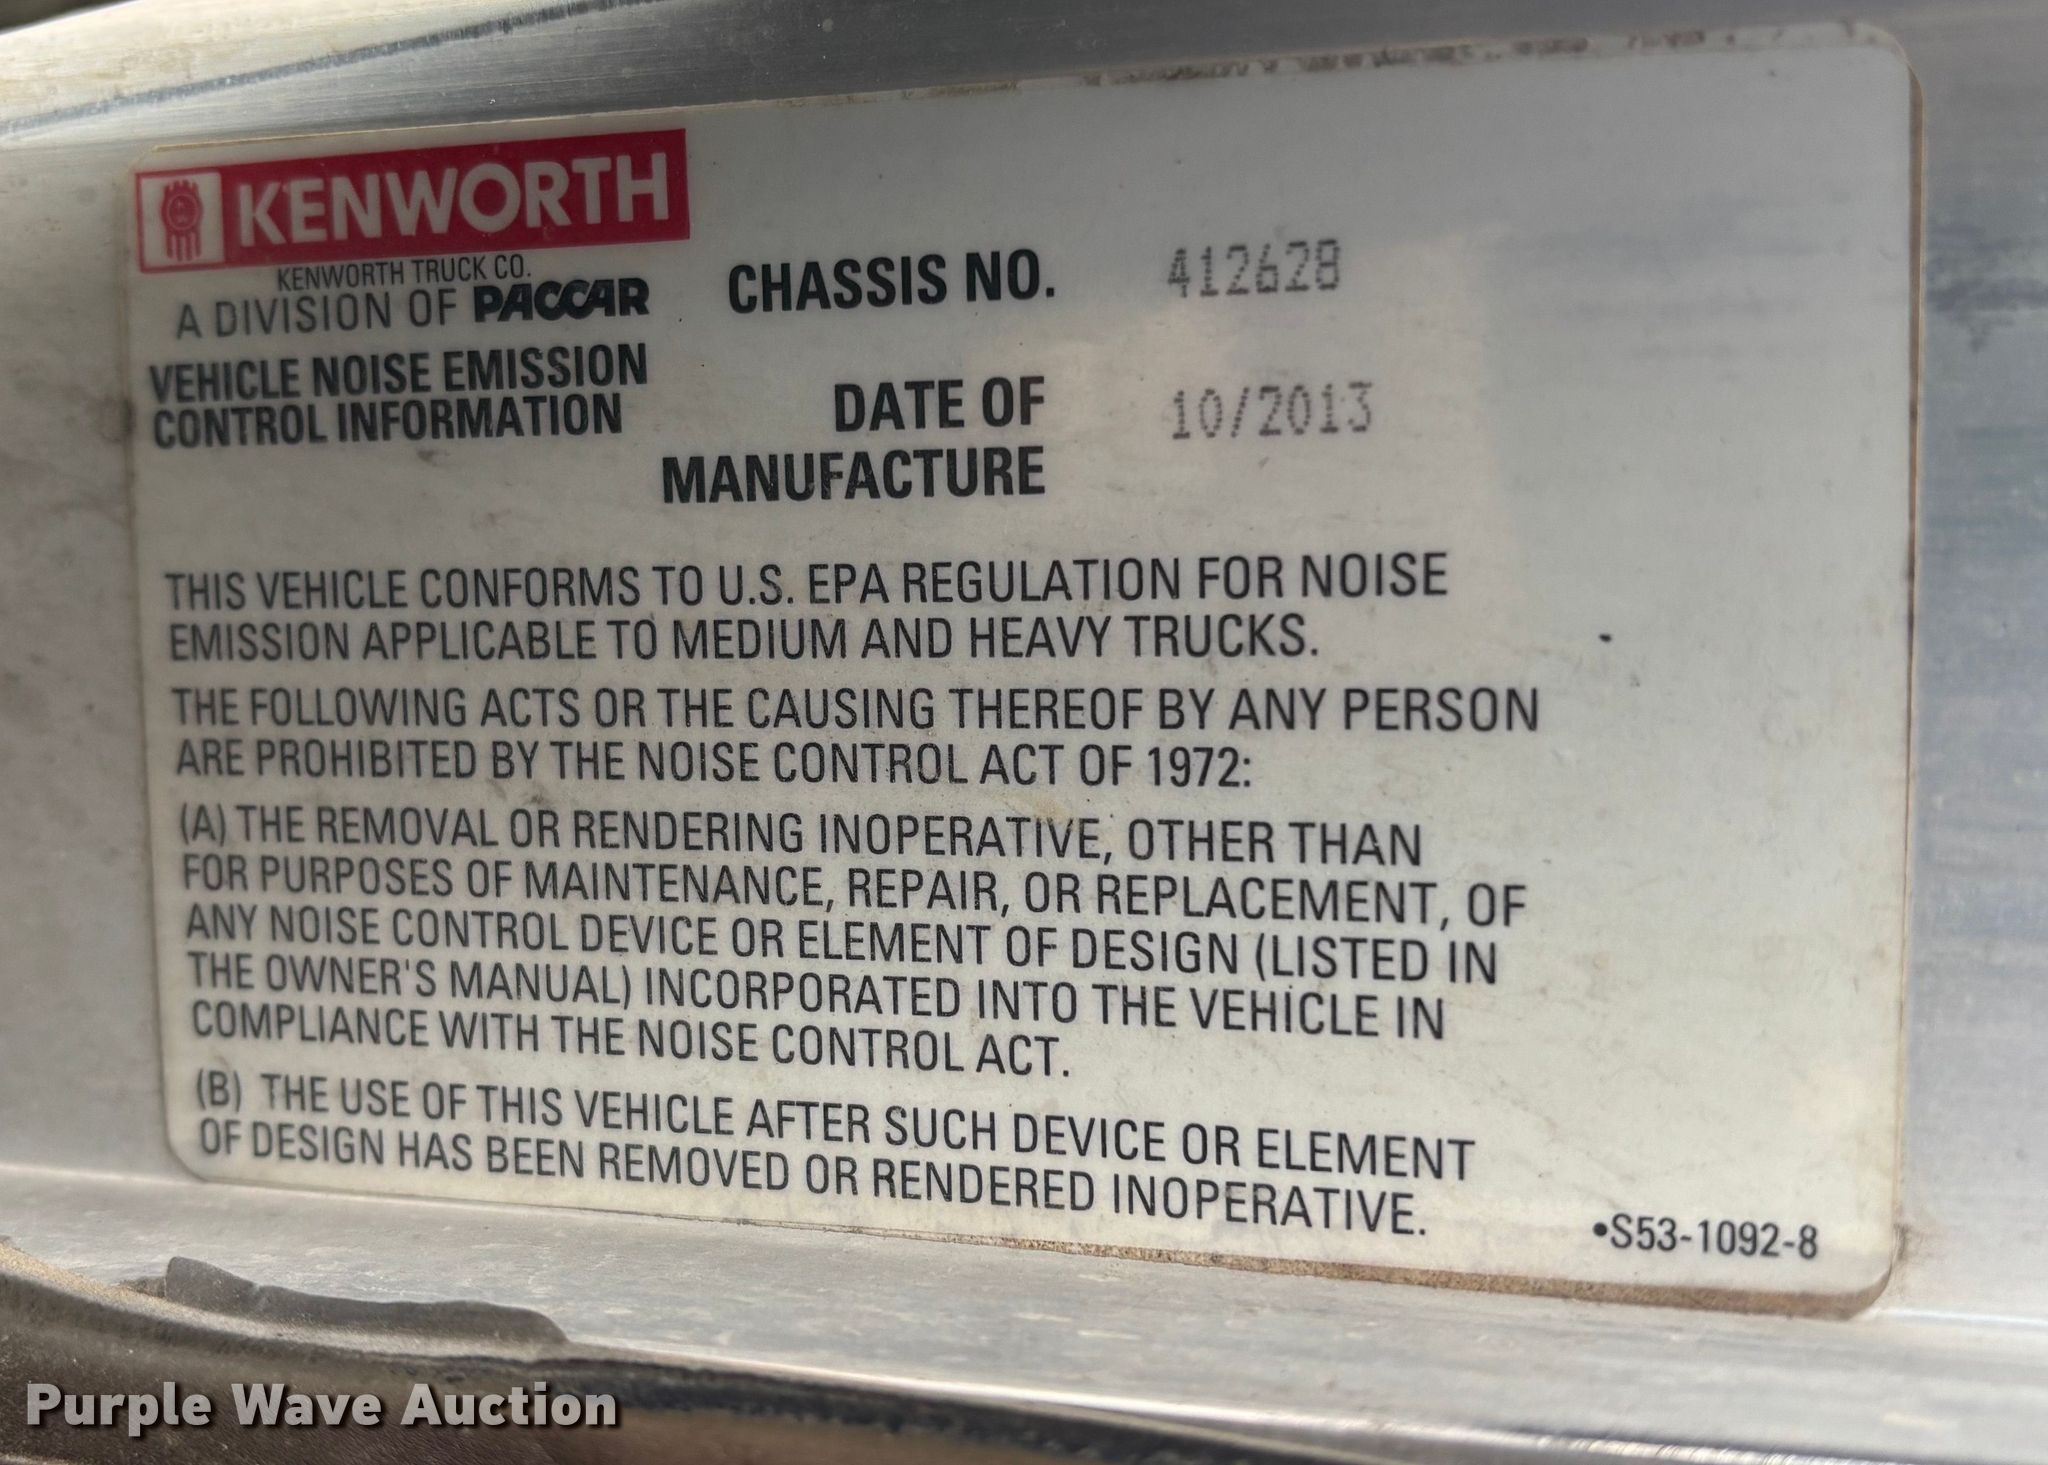 KENWORTH
KENWORTH TRUCK CO.
A DIVISION OF PACCAR
VEHICLE NOISE EMISSION
CONTROL INFORMATION
CHASSIS NO. 412628
DATE OF 10/2013
MANUFACTURE
THIS VEHICLE CONFORMS TO U.S. EPA REGULATION FOR NOISE
EMISSION APPLICABLE TO MEDIUM AND HEAVY TRUCKS.
THE FOLLOWING ACTS OR THE CAUSING THEREOF BY ANY PERSON
ARE PROHIBITED BY THE NOISE CONTROL ACT OF 1972:
(A) THE REMOVAL OR RENDERING INOPERATIVE, OTHER THAN
FOR PURPOSES OF MAINTENANCE, REPAIR, OR REPLACEMENT, OF
ANY NOISE CONTROL DEVICE OR ELEMENT OF DESIGN (LISTED IN
THE OWNER'S MANUAL) INCORPORATED INTO THE VEHICLE IN
COMPLIANCE WITH THE NOISE CONTROL ACT.
(B) THE USE OF THIS VEHICLE AFTER SUCH DEVICE OR ELEMENT
OF DESIGN HAS BEEN REMOVED OR RENDERED INOPERATIVE.
•S53-1092-8
Purple Wave Auction